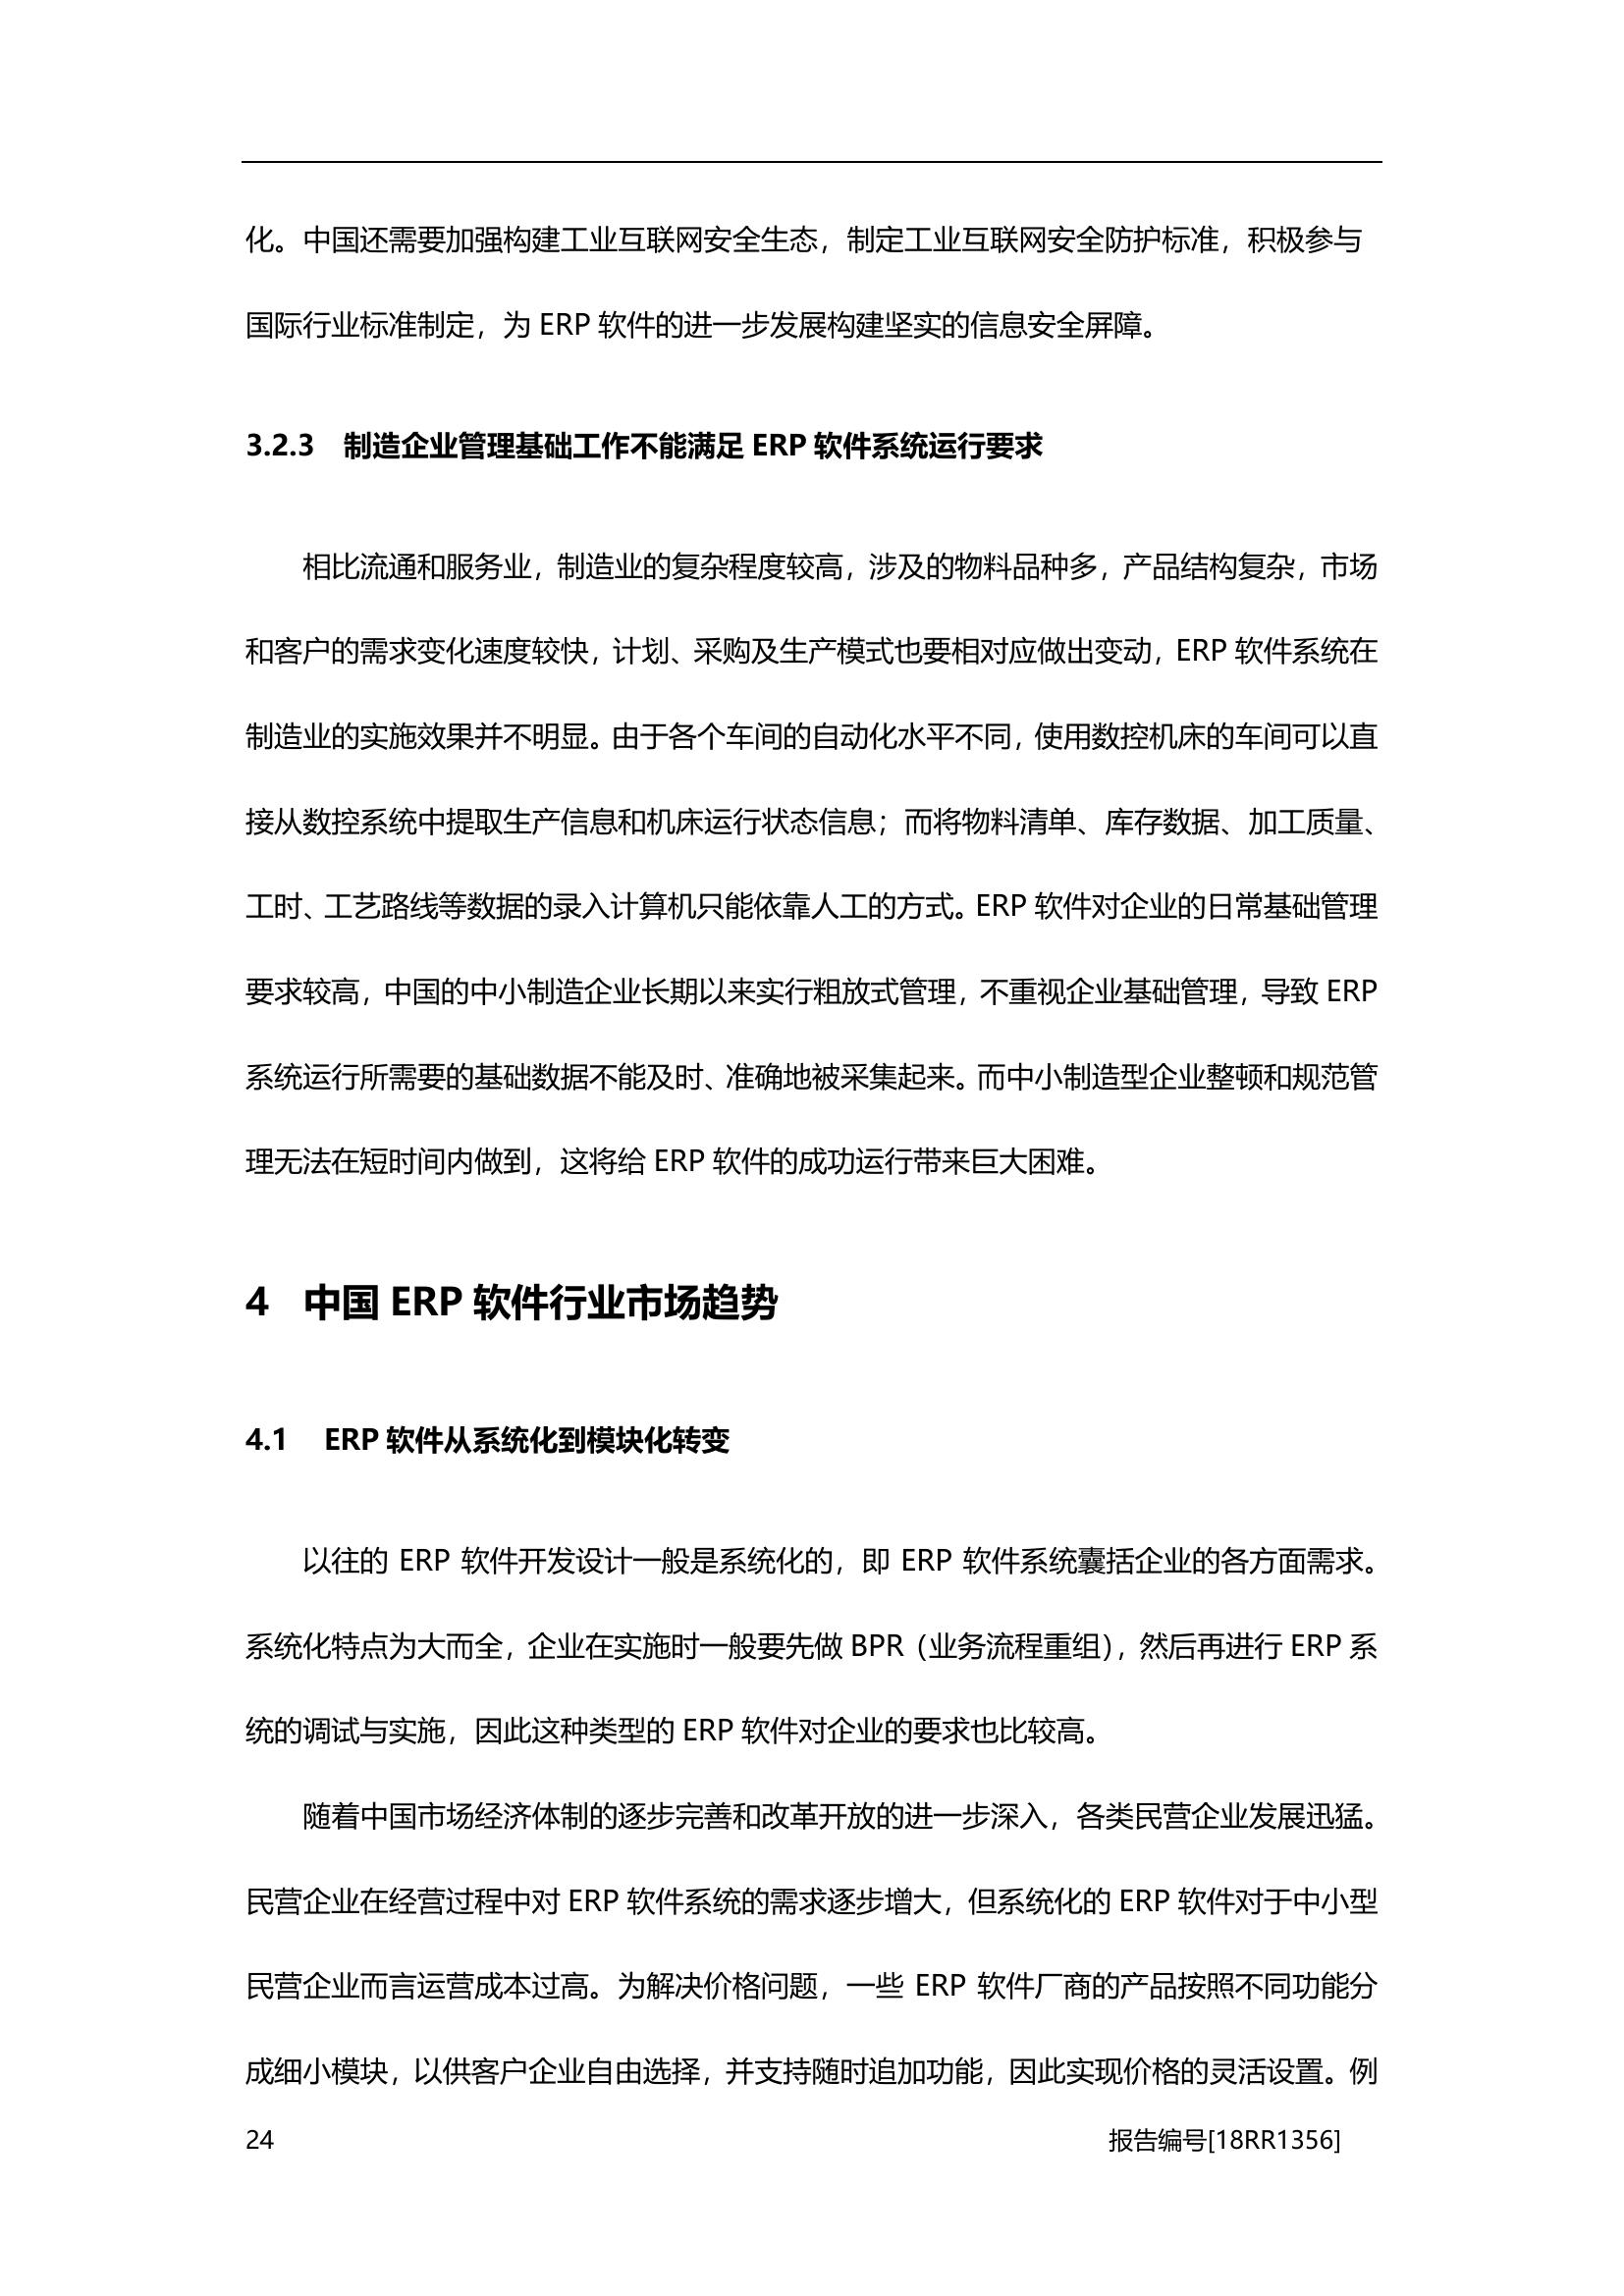 化。中国还需要加强构建工业互联网安全生态，制定工业互联网安全防护标准，积极参与
国际行业标准制定，为 ERP 软件的进一步发展构建坚实的信息安全屏障。
3.2.3 制造企业管理基础工作不能满足 ERP 软件系统运行要求
相比流通和服务业，制造业的复杂程度较高，涉及的物料品种多，产品结构复杂，市场
和客户的需求变化速度较快，计划、采购及生产模式也要相对应做出变动，ERP 软件系统在
制造业的实施效果并不明显。由于各个车间的自动化水平不同，使用数控机床的车间可以直
接从数控系统中提取生产信息和机床运行状态信息；而将物料清单、库存数据、加工质量、
工时、工艺路线等数据的录入计算机只能依靠人工的方式。ERP 软件对企业的日常基础管理
要求较高，中国的中小制造企业长期以来实行粗放式管理，不重视企业基础管理，导致 ERP
系统运行所需要的基础数据不能及时、准确地被采集起来。而中小制造型企业整顿和规范管
理无法在短时间内做到，这将给 ERP 软件的成功运行带来巨大困难。
4 中国 ERP 软件行业市场趋势
4.1 ERP 软件从系统化到模块化转变
以往的 ERP 软件开发设计一般是系统化的，即 ERP 软件系统囊括企业的各方面需求。
系统化特点为大而全，企业在实施时一般要先做 BPR（业务流程重组），然后再进行 ERP 系
统的调试与实施，因此这种类型的 ERP 软件对企业的要求也比较高。
随着中国市场经济体制的逐步完善和改革开放的进一步深入，各类民营企业发展迅猛。
民营企业在经营过程中对 ERP 软件系统的需求逐步增大，但系统化的 ERP 软件对于中小型
民营企业而言运营成本过高。为解决价格问题，一些 ERP 软件厂商的产品按照不同功能分
成细小模块，以供客户企业自由选择，并支持随时追加功能，因此实现价格的灵活设置。例
24 报告编号[18RR1356]